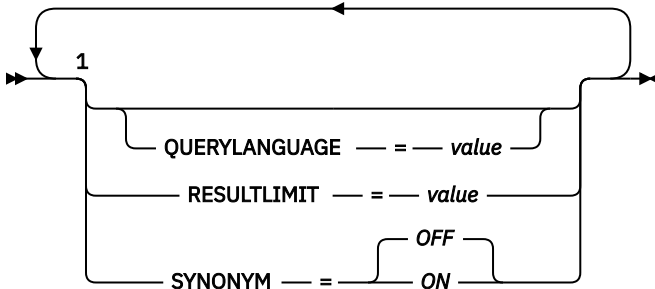 1
QUERYLANGUAGE = value
RESULTLIMIT = value
OFF
SYNONYM = ON